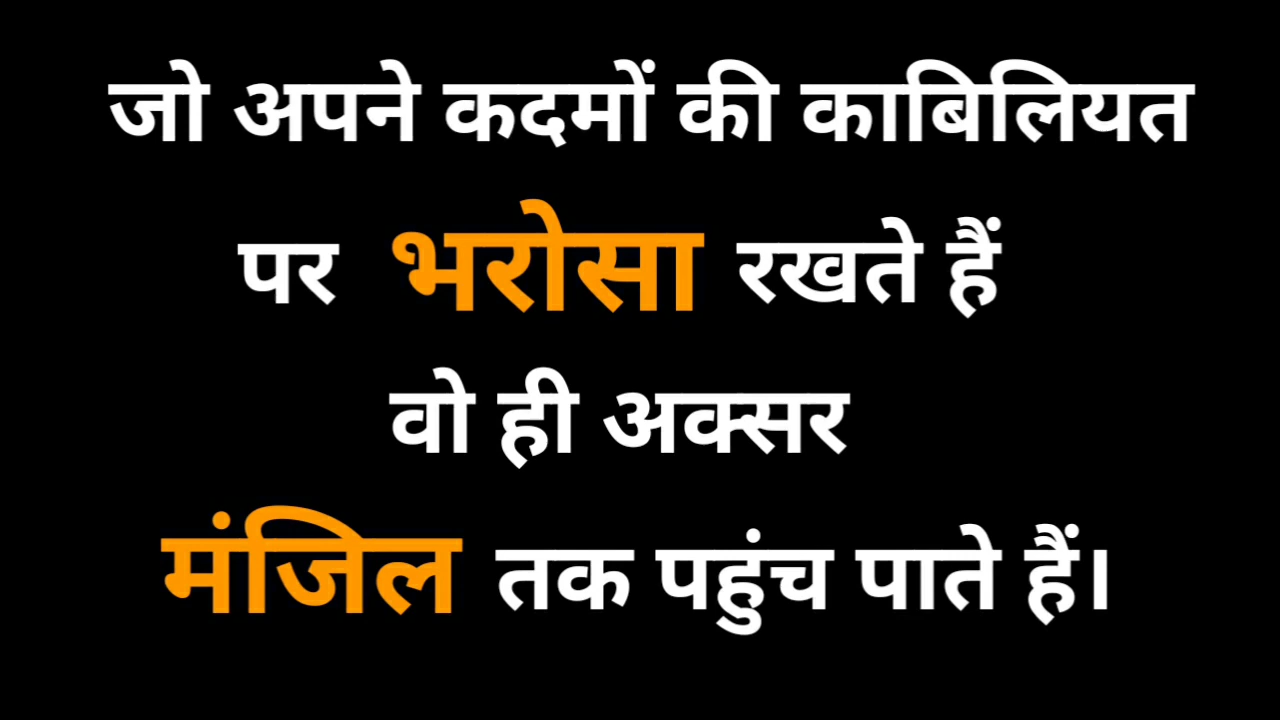 जो अपने कदमों की काबिलियत
पर भरोसा रखते हैं
वो ही अक्सर
मंजिल तक पहुंच पाते हैं।